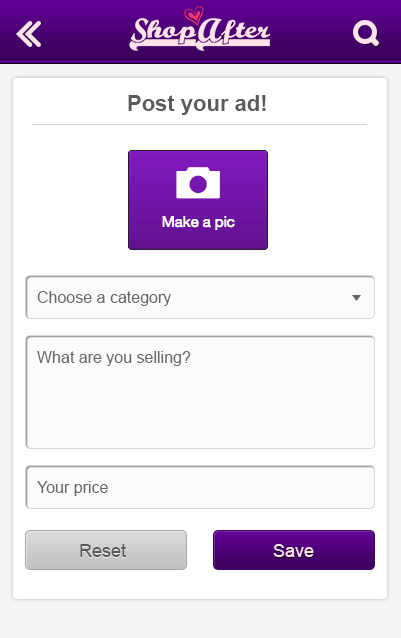 ShopAfter
Post your ad!
Make a pic
Choose a category
What are you selling?
Your price
Reset
Save